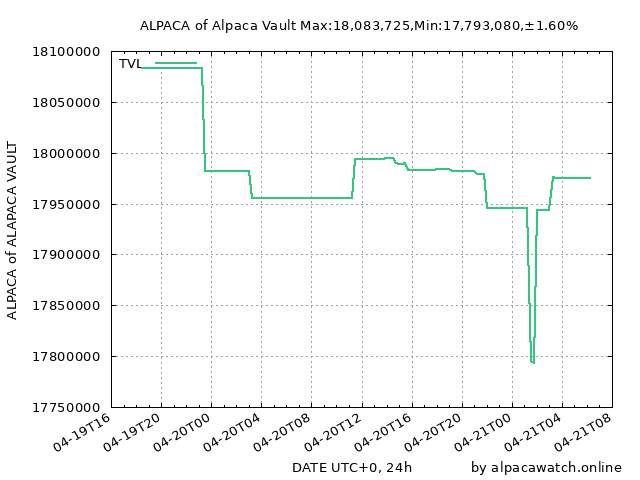 ALPACA of Alpaca Vault Max:18,083,725,Min:17,793,080,±1.60%
18100000
TVL
18050000
18000000
17950000
17900000
17850000
17800000
17750000
ALPACA of ALAPACA VAULT
04-19T16
04-19T20
04-20T00
04-20T04
04-20T08
04-20T12
04-20T16
04-20T20
04-21T00
04-21T04
04-21T08
DATE UTC+0, 24h
by alpacawatch.online